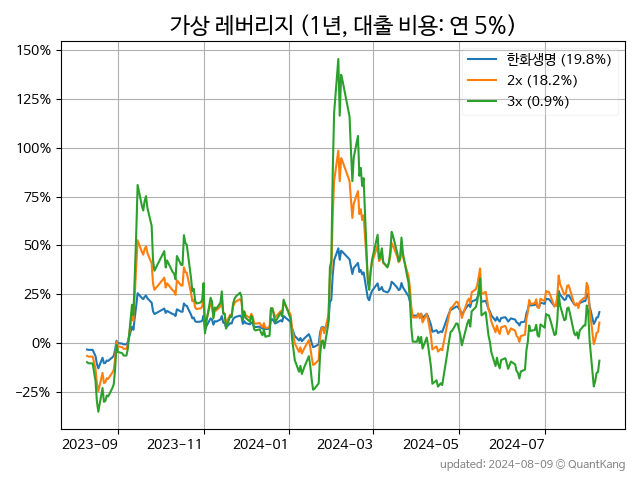 가상 레버리지 (1년, 대출 비용: 연 5%)
150%
125%
100%
75%
50%
25%
0%
−25%
한화생명 (19.8%)
2x (18.2%)
3x (0.9%)
2023-09
2023-11
2024-01
2024-03
2024-05
2024-07
updated: 2024-08-09 © QuantKang